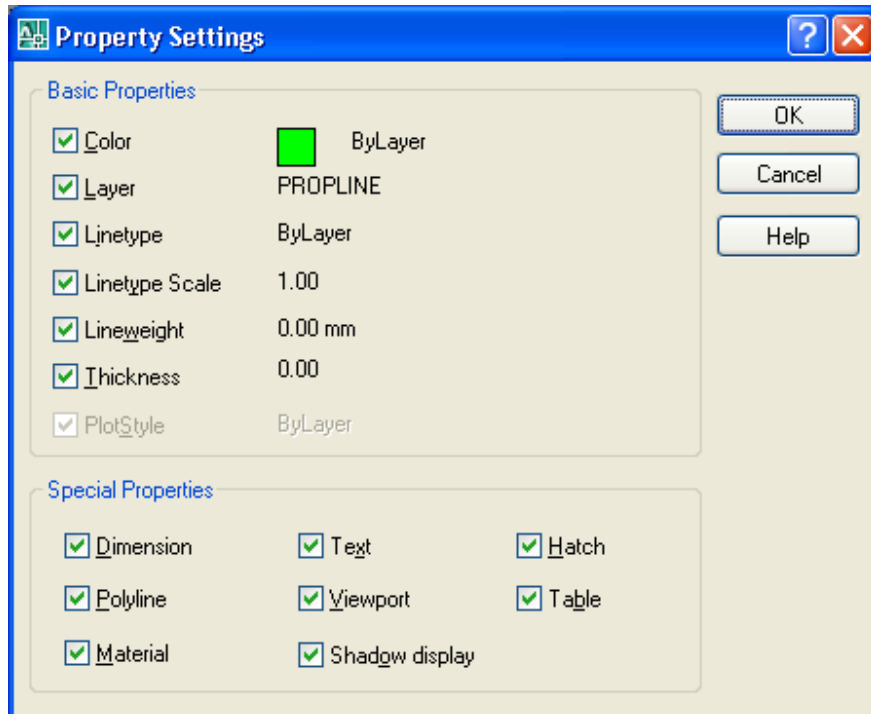 Property Settings
Basic Properties
Color ByLayer
Layer PROPLINE
Linetype ByLayer
Linetype Scale 1.00
Lineweight 0.00 mm
Thickness 0.00
PlotStyle ByLayer
OK
Cancel
Help
Special Properties
Dimension Text Hatch
Polyline Viewport Table
Material Shadow display